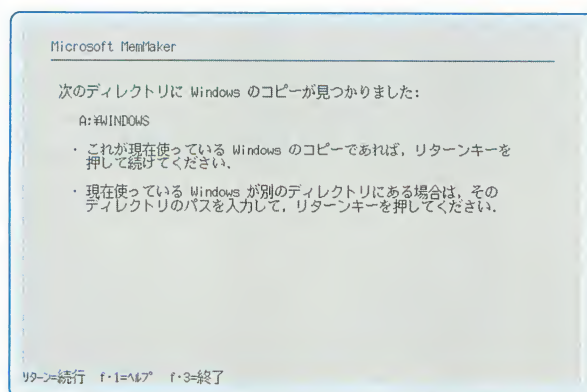 Microsoft MemMaker
次のディレクトリに Windows のコピーが見つかりました:
A:¥WINDOWS
・これが現在使っている Windows のコピーであれば，リターンキーを
押して続けてください．
・現在使っている Windows が別のディレクトリにある場合は，その
ディレクトリのパスを入力して，リターンキーを押してください．
ﾘﾀｰﾝ=続行 f・1=ﾍﾙﾌﾟ f・3=終了